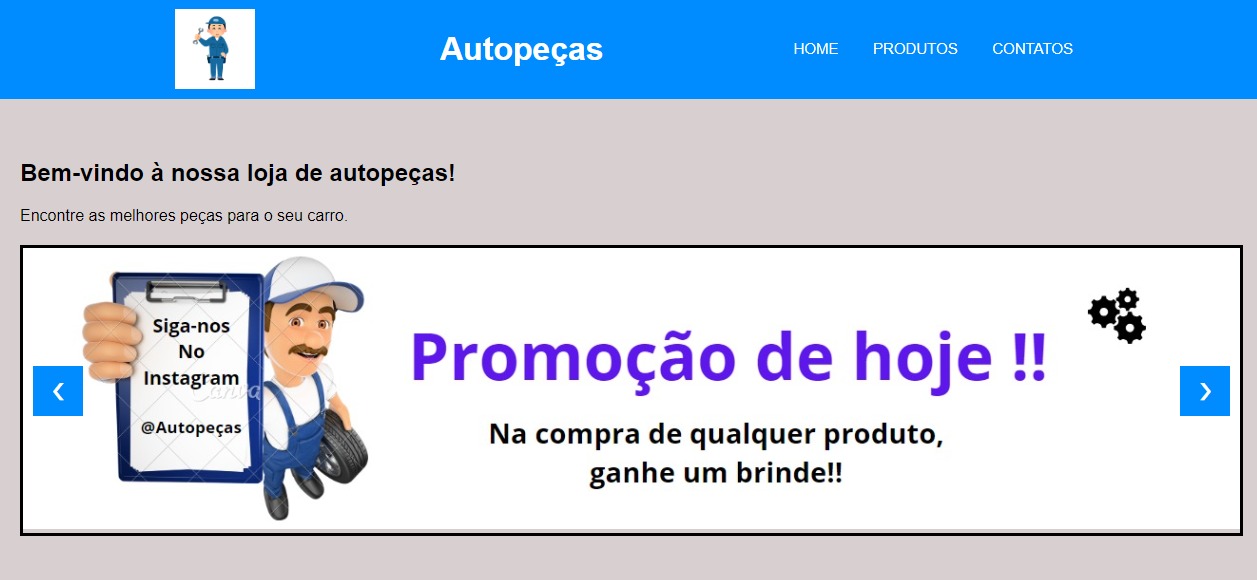 Autopeças
HOME
PRODUTOS
CONTATOS
Bem-vindo à nossa loja de autopeças!
Encontre as melhores peças para o seu carro.
Siga-nos
No
Instagram
Canva
@Autopeças
Promoção de hoje !!
Na compra de qualquer produto,
ganhe um brinde!!